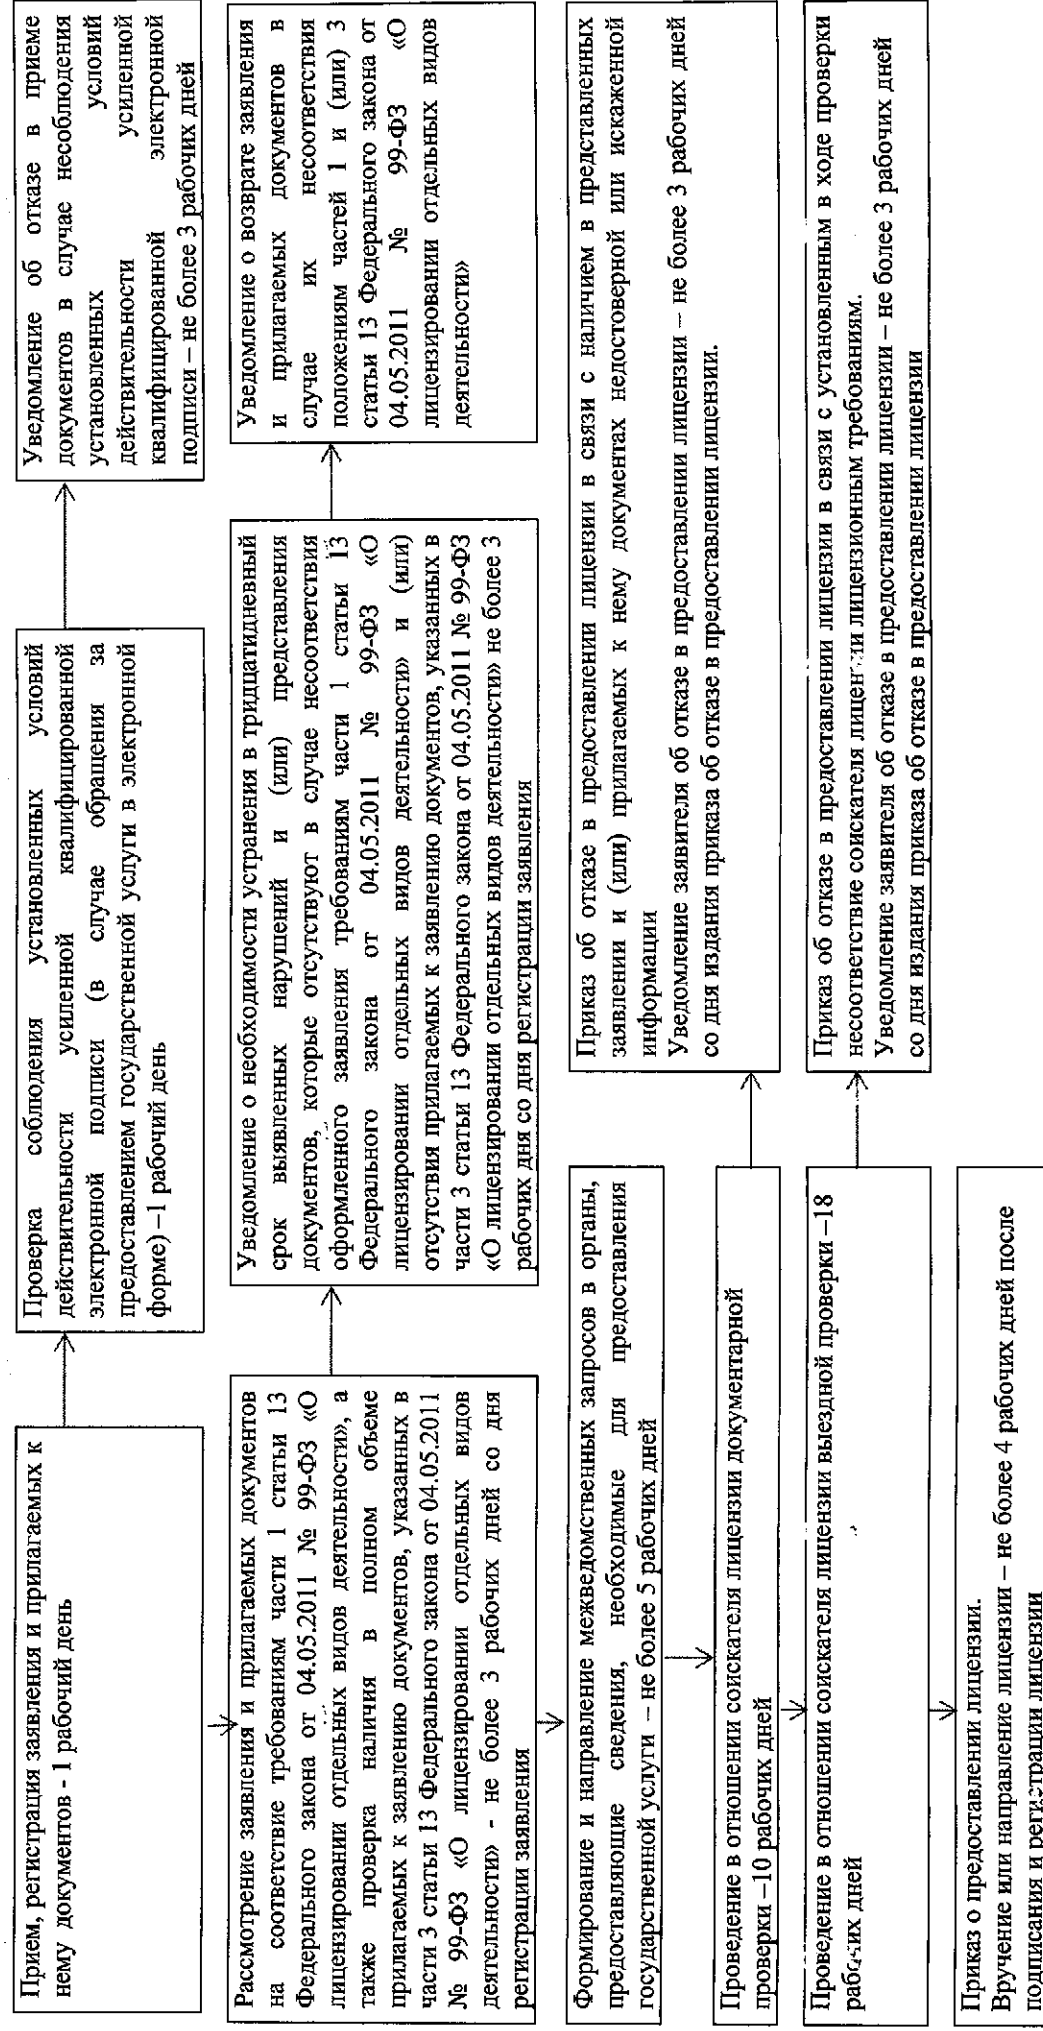 Прием, регистрация заявления и прилагаемых к
нему документов - 1 рабочий день
Проверка соблюдения установленных условий
действительности усиленной квалифицированной
электронной подписи (в случае обращения за
предоставлением государственной услуги в электронной
форме) –1 рабочий день
Уведомление об отказе в приеме
документов в случае несоблюдения
установленных условий
действительности усиленной
квалифицированной электронной
подписи – не более 3 рабочих дней
Рассмотрение заявления и прилагаемых документов
на соответствие требованиям части 1 статьи 13
Федерального закона от 04.05.2011 № 99-ФЗ «О
лицензировании отдельных видов деятельности», а
также проверка наличия в полном объеме
прилагаемых к заявлению документов, указанных в
части 3 статьи 13 Федерального закона от 04.05.2011
№ 99-ФЗ «О лицензировании отдельных видов
деятельности» - не более 3 рабочих дней со дня
регистрации заявления
Уведомление о необходимости устранения в тридцатидневный
срок выявленных нарушений и (или) представления
документов, которые отсутствуют в случае несоответствия
оформленного заявления требованиям части 1 статьи 13
Федерального закона от 04.05.2011 № 99-ФЗ «О
лицензировании отдельных видов деятельности» и (или)
отсутствия прилагаемых к заявлению документов, указанных в
части 3 статьи 13 Федерального закона от 04.05.2011 № 99-ФЗ
«О лицензировании отдельных видов деятельности» не более 3
рабочих дня со дня регистрации заявления
Уведомление о возврате заявления
и прилагаемых документов в
случае их несоответствия
положениям частей 1 и (или) 3
статьи 13 Федерального закона от
04.05.2011 № 99-ФЗ «О
лицензировании отдельных видов
деятельности»
Формирование и направление межведомственных запросов в органы,
предоставляющие сведения, необходимые для предоставления
государственной услуги – не более 5 рабочих дней
Приказ об отказе в предоставлении лицензии в связи с наличием в представленных
заявлении и (или) прилагаемых к нему документах недостоверной или искаженной
информации
Уведомление заявителя об отказе в предоставлении лицензии – не более 3 рабочих дней
со дня издания приказа об отказе в предоставлении лицензии.
Проведение в отношении соискателя лицензии документарной
проверки –10 рабочих дней
Проведение в отношении соискателя лицензии выездной проверки –18
рабочих дней
Приказ об отказе в предоставлении лицензии в связи с установленным в ходе проверки
несоответствие соискателя лицензии лицензионным требованиям.
Уведомление заявителя об отказе в предоставлении лицензии – не более 3 рабочих дней
со дня издания приказа об отказе в предоставлении лицензии
Приказ о предоставлении лицензии.
Вручение или направление лицензии – не более 4 рабочих дней после
подписания и регистрации лицензии